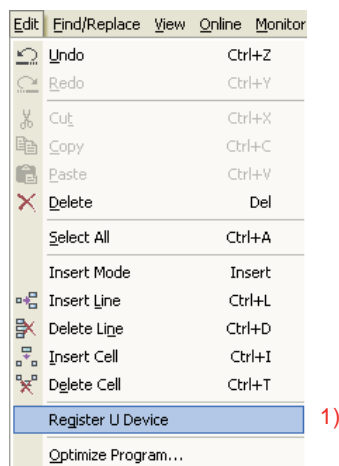 Edit Find/Replace View Online Monitor
Undo Ctrl+Z
Redo Ctrl+Y
Cut Ctrl+X
Copy Ctrl+C
Paste Ctrl+V
Delete Del
Select All Ctrl+A
Insert Mode Insert
Insert Line Ctrl+L
Delete Line Ctrl+D
Insert Cell Ctrl+I
Delete Cell Ctrl+T
Register U Device 1)
Optimize Program...